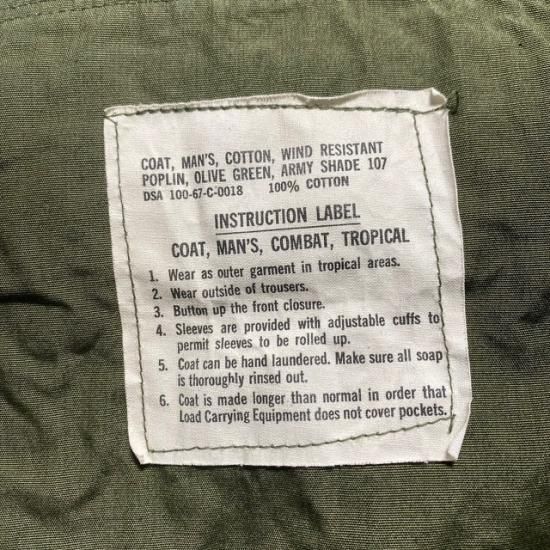 COAT, MAN'S, COTTON, WIND RESISTANT
POPLIN, OLIVE GREEN, ARMY SHADE 107
DSA 100-67-C-0018 100% COTTON
INSTRUCTION LABEL
COAT, MAN'S, COMBAT, TROPICAL
1. Wear as outer garment in tropical areas.
2. Wear outside of trousers.
3. Button up the front closure.
4. Sleeves are provided with adjustable cuffs to
permit sleeves to be rolled up.
5. Coat can be hand laundered. Make sure all soap
is thoroughly rinsed out.
6. Coat is made longer than normal in order that
Load Carrying Equipment does not cover pockets.